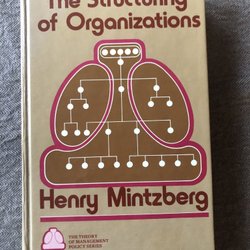 The Structuring
of Organizations
Henry Mintzberg
THE THEORY
OF MANAGEMENT
POLICY SERIES